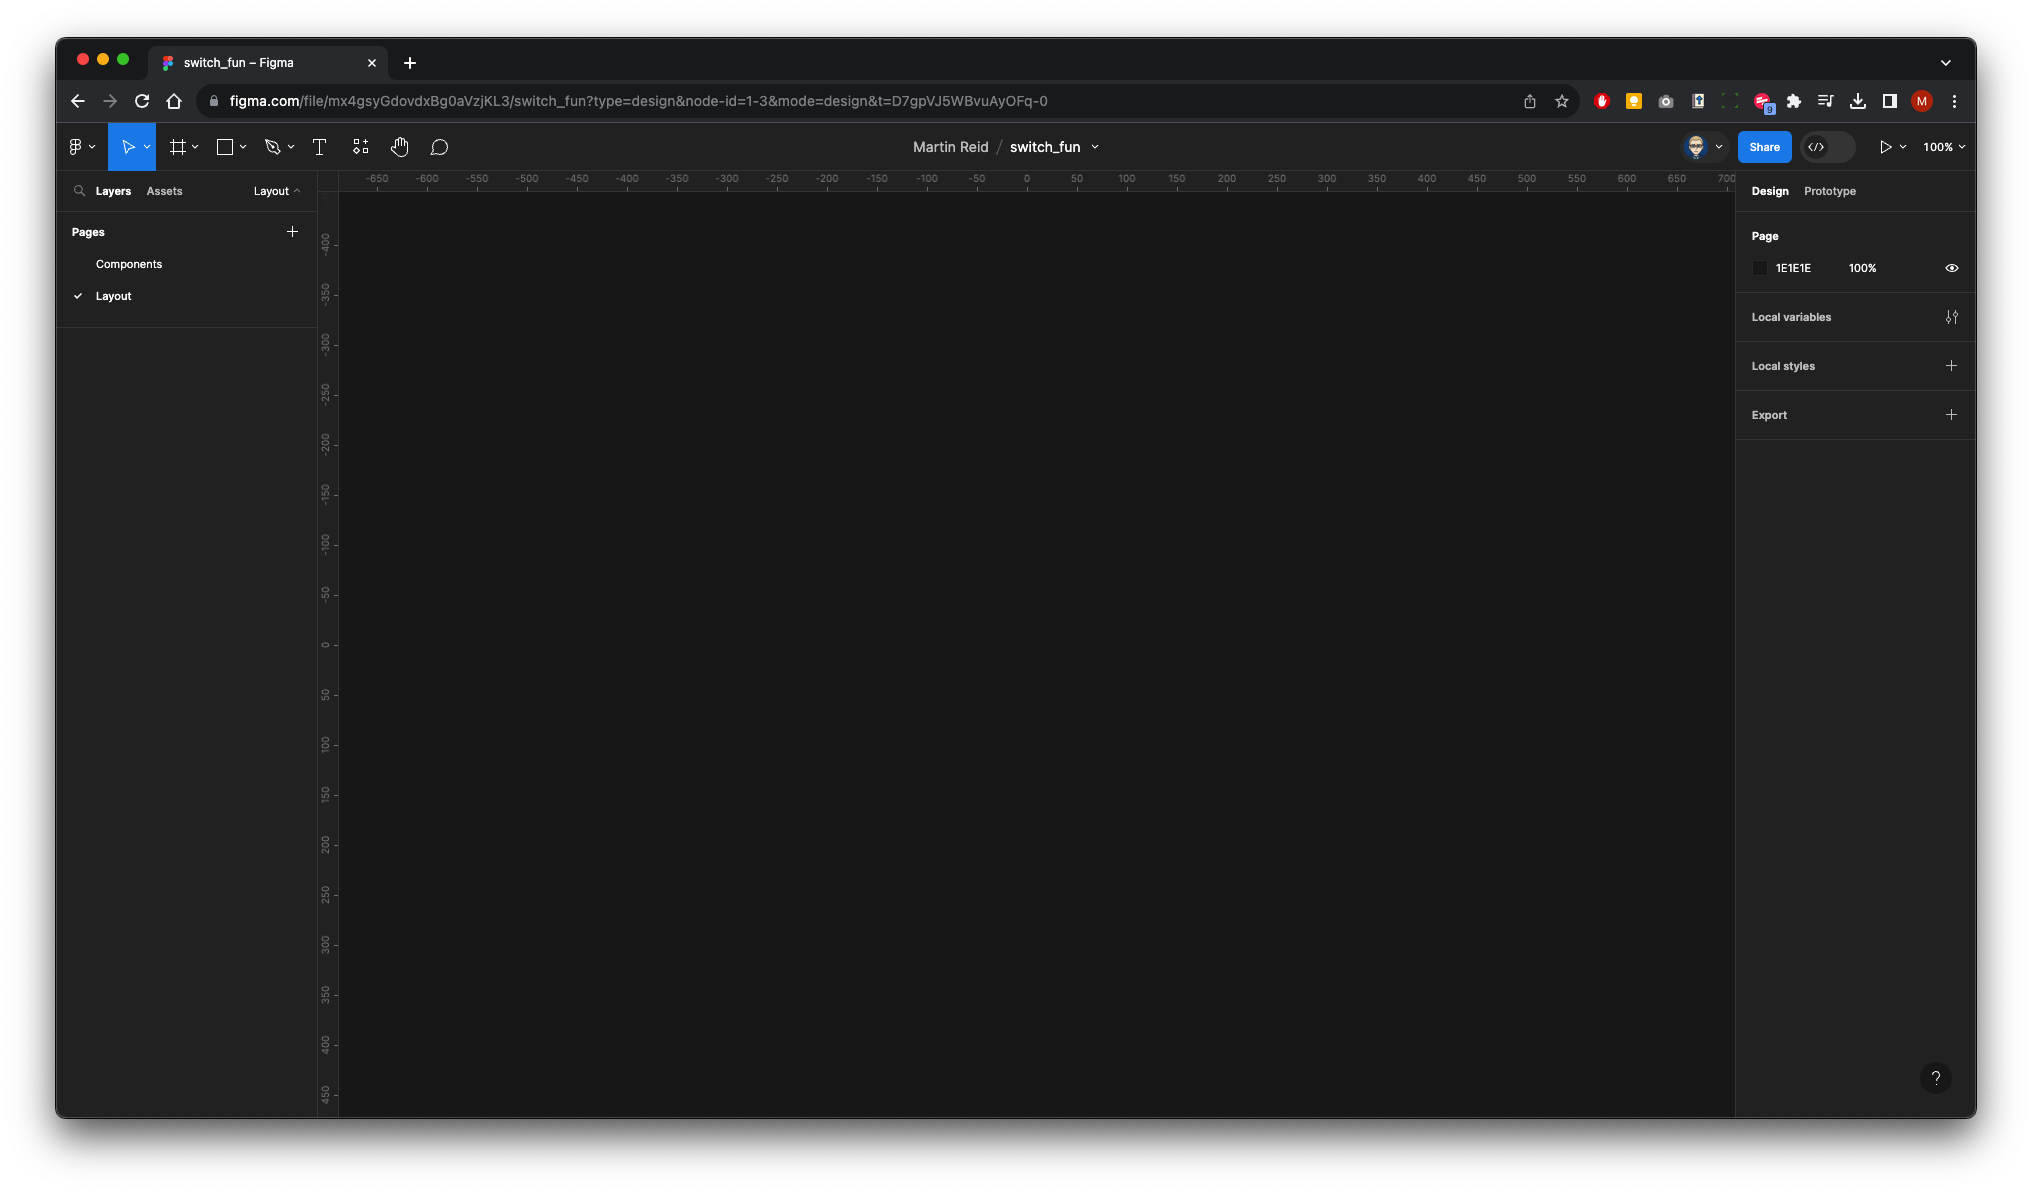 switch_fun – Figma
figma.com/file/mx4gsyGdovdxBg0aVzjKL3/switch_fun?type=design&node-id=1-3&mode=design&t=D7gpVJ5WBvuAyOFq-0
9
M
Martin Reid / switch_fun
Share
100%
Layers Assets Layout
-650 -600 -550 -500 -450 -400 -350 -300 -250 -200 -150 -100 -50 0 50 100 150 200 250 300 350 400 450 500 550 600 650 700
Design Prototype
Pages
Components
Layout
-400
-350
-300
-250
-200
-150
-100
-50
0
50
100
150
200
250
300
350
400
450
Page
1E1E1E 100%
Local variables
Local styles
Export
?